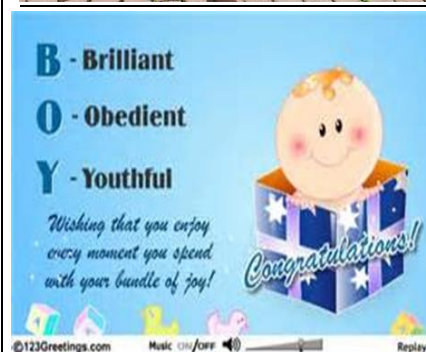 B - Brilliant
O - Obedient
Y - Youthful
Wishing that you enjoy
every moment you spend
with your bundle of joy!
Congratulations!
©123Greetings.com Music ON/OFF Replay